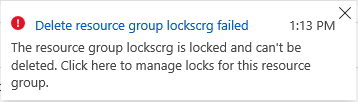 Delete resource group lockscrg failed 1:13 PM
The resource group lockscrg is locked and can't be
deleted. Click here to manage locks for this resource
group.